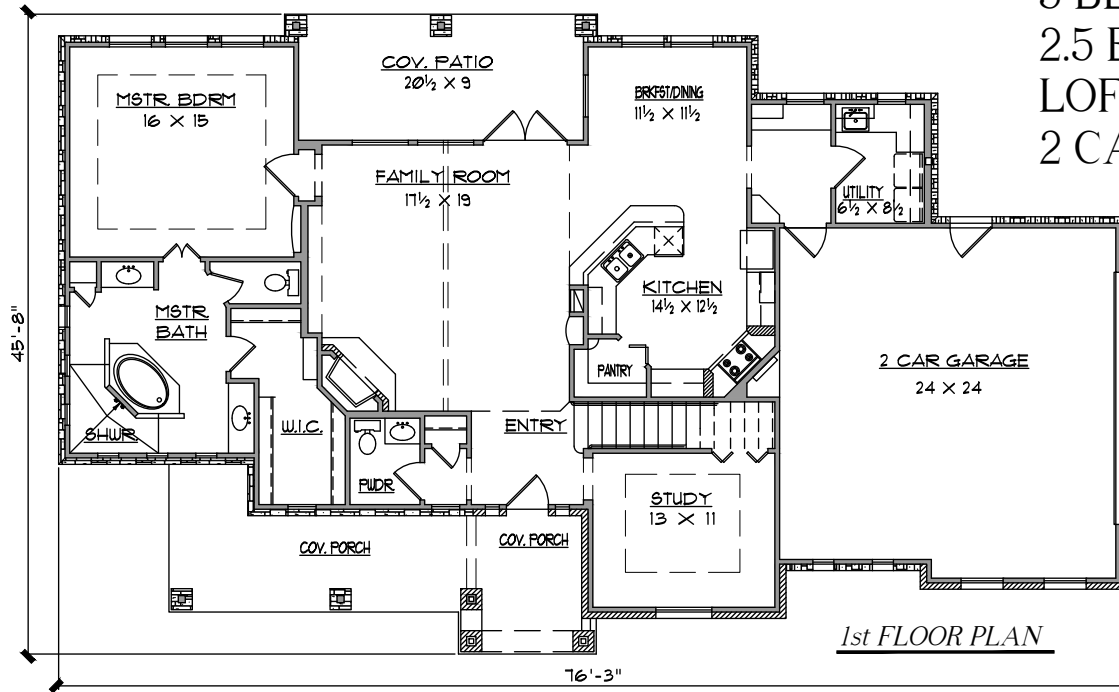 2.5
2
COV. PATIO
20½ X 9
MSTR. BDRM
16 X 15
BRKFST/DINING
11½ X 11½
FAMILY ROOM
17½ X 19
UTILITY
6½ X 8½
KITCHEN
14½ X 12½
MSTR.
BATH
PANTRY
2 CAR GARAGE
24 X 24
SHWR.
W.I.C.
ENTRY
PWDR
STUDY
13 X 11
COV. PORCH
COV. PORCH
45'-8"
76'-3"
1st FLOOR PLAN